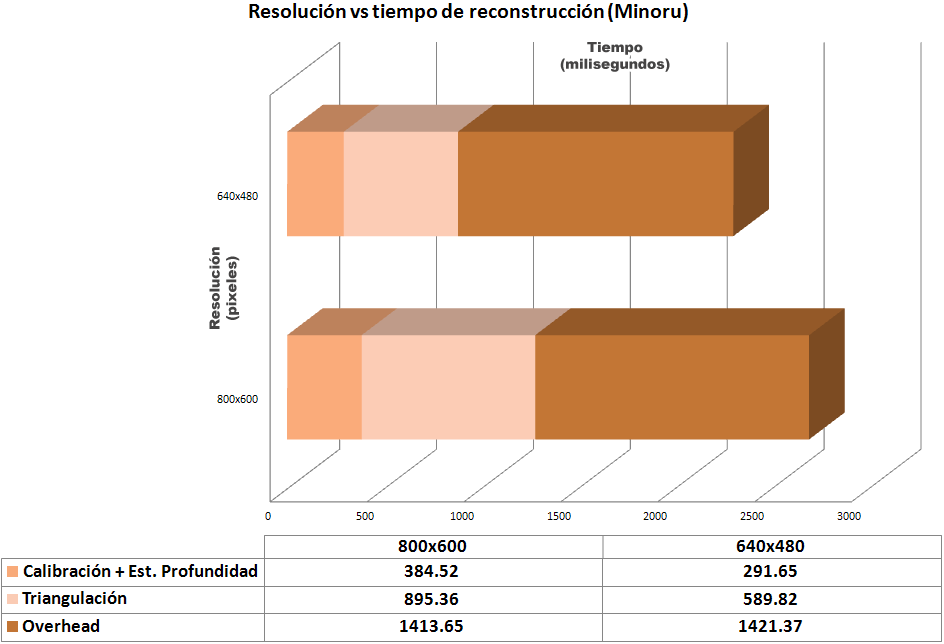 Resolución vs tiempo de reconstrucción (Minoru)
Tiempo
(milisegundos)
640x480
Resolución
(pixeles)
800x600
0 500 1000 1500 2000 2500 3000
800x600 640x480
Calibración + Est. Profundidad 384.52 291.65
Triangulación 895.36 589.82
Overhead 1413.65 1421.37